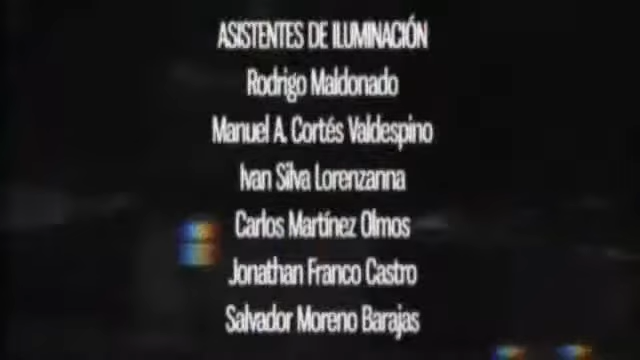 ASISTENTES DE ILUMINACIÓN
Rodrigo Maldonado
Manuel A. Cortés Valdespino
Ivan Silva Lorenzanna
Carlos Martínez Olmos
Jonathan Franco Castro
Salvador Moreno Barajas